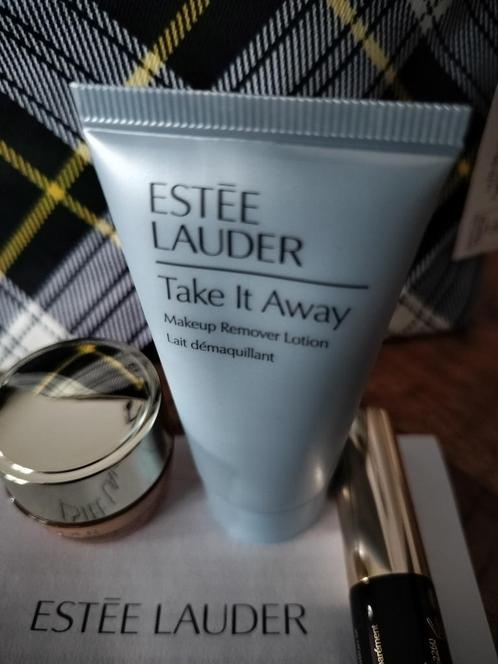 ESTĒE
LAUDER
Take It Away
Makeup Remover Lotion
Lait démaquillant
ESTĒE LAUDER